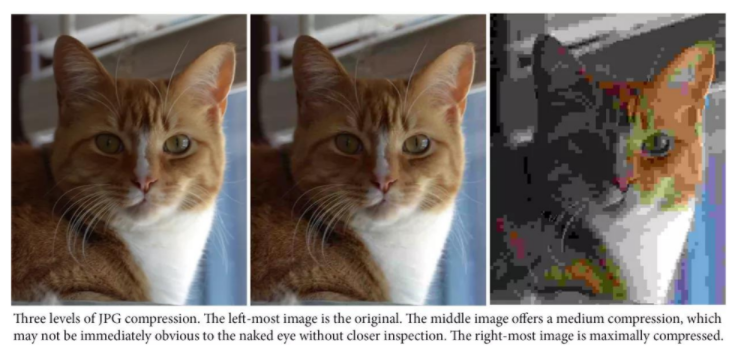 Three levels of JPG compression. The left-most image is the original. The middle image offers a medium compression, which
may not be immediately obvious to the naked eye without closer inspection. The right-most image is maximally compressed.